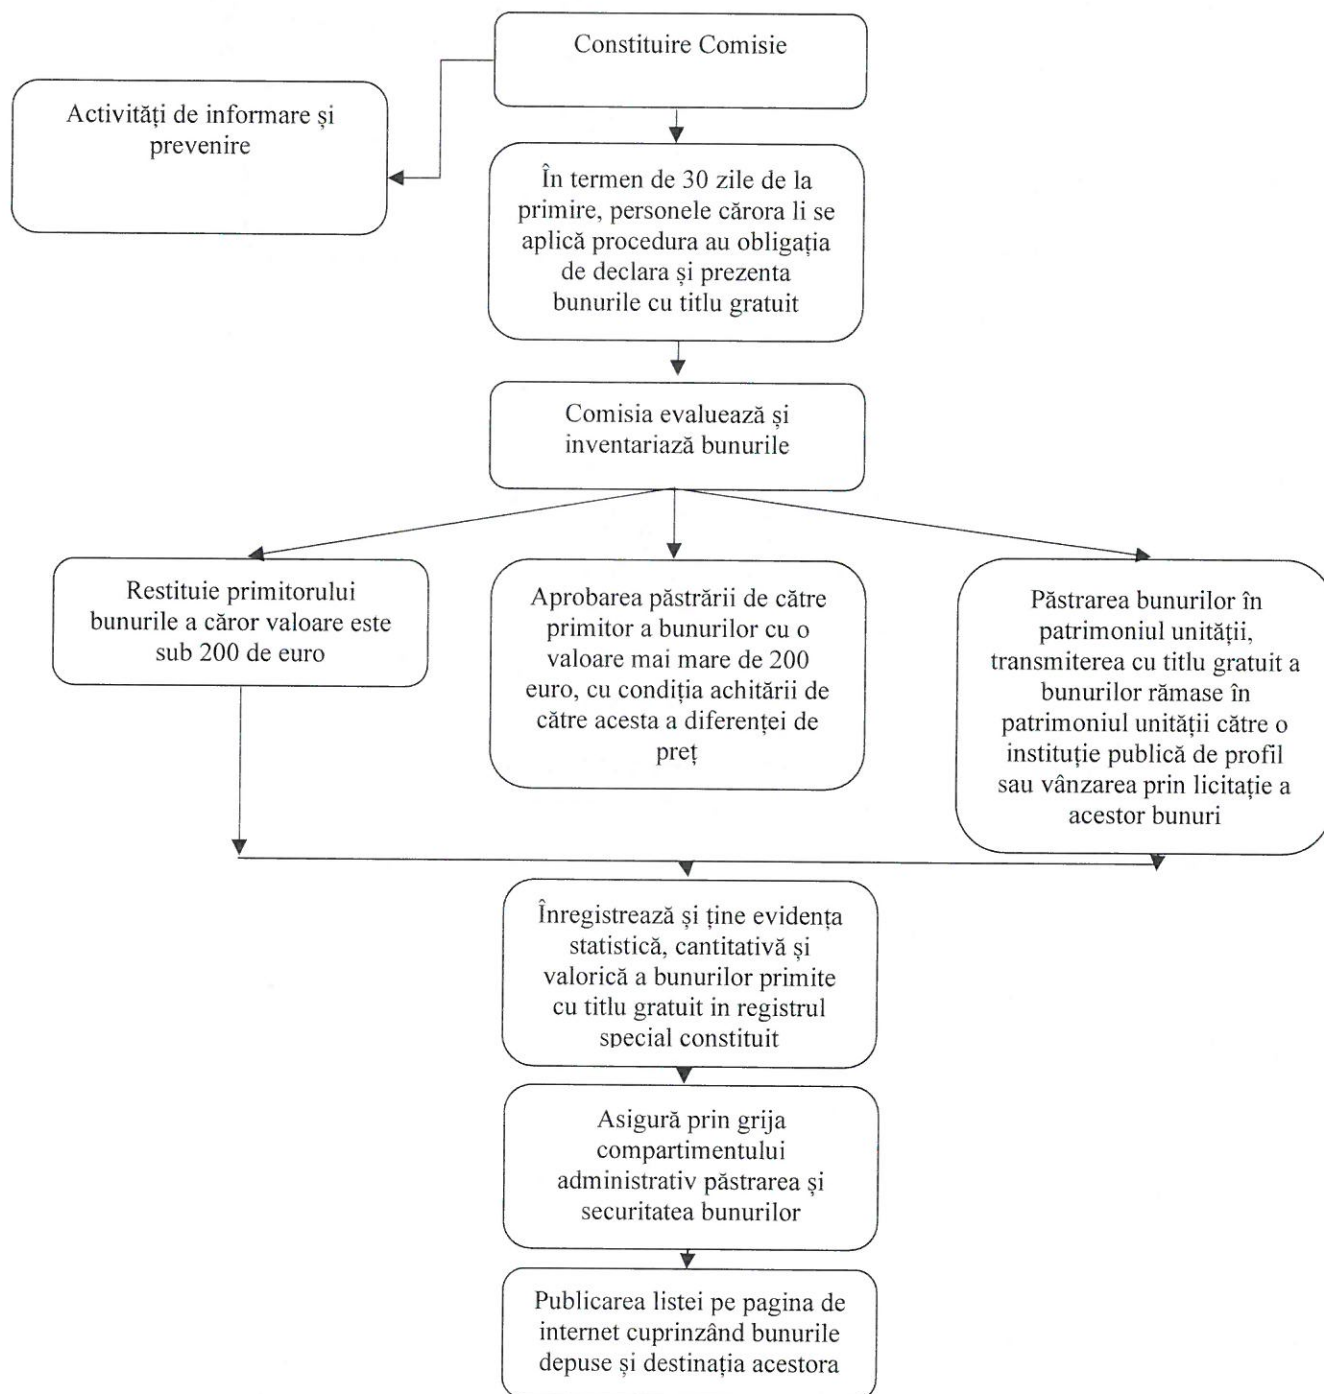 Constituire Comisie
Activități de informare și
prevenire
În termen de 30 zile de la
primire, personele cărora li se
aplică procedura au obligația
de declara și prezenta
bunurile cu titlu gratuit
Comisia evaluează și
inventariază bunurile
Restituie primitorului
bunurile a căror valoare este
sub 200 de euro
Aprobarea păstrării de către
primitor a bunurilor cu o
valoare mai mare de 200
euro, cu condiția achitării de
către acesta a diferenței de
preț
Păstrarea bunurilor în
patrimoniul unității,
transmiterea cu titlu gratuit a
bunurilor rămase în
patrimoniul unității către o
instituție publică de profil
sau vânzarea prin licitație a
acestor bunuri
Înregistrează și ține evidența
statistică, cantitativă și
valorică a bunurilor primite
cu titlu gratuit in registrul
special constituit
Asigură prin grija
compartimentului
administrativ păstrarea și
securitatea bunurilor
Publicarea listei pe pagina de
internet cuprinzând bunurile
depuse și destinația acestora